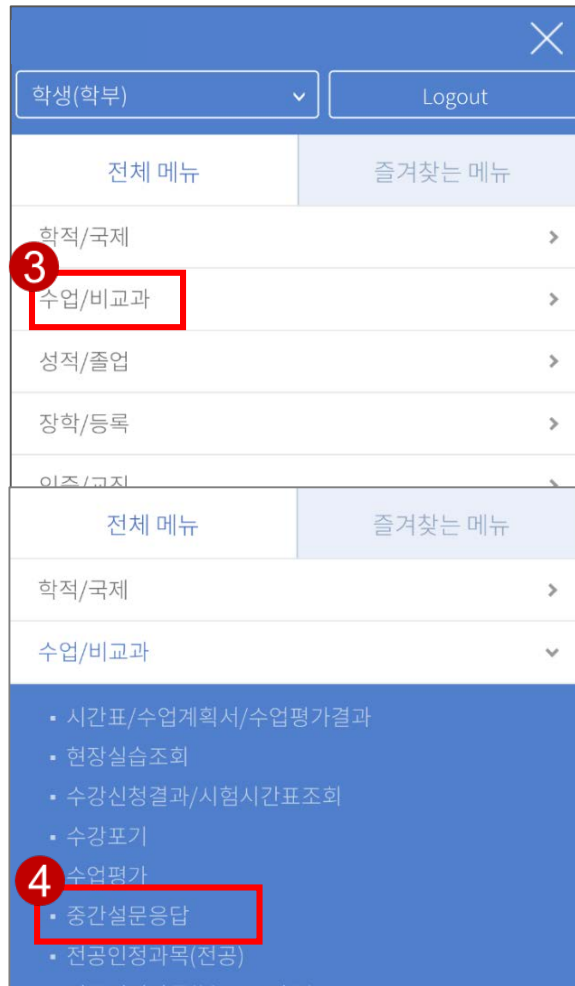 학생(학부)
Logout
전체 메뉴
즐겨찾는 메뉴
학적/국제
3
수업/비교과
성적/졸업
장학/등록
전체 메뉴
즐겨찾는 메뉴
학적/국제
수업/비교과
▪ 시간표/수업계획서/수업평가결과
▪ 현장실습조회
▪ 수강신청결과/시험시간표조회
▪ 수강포기
4
수업평가
▪ 중간설문응답
▪ 전공인정과목(전공)